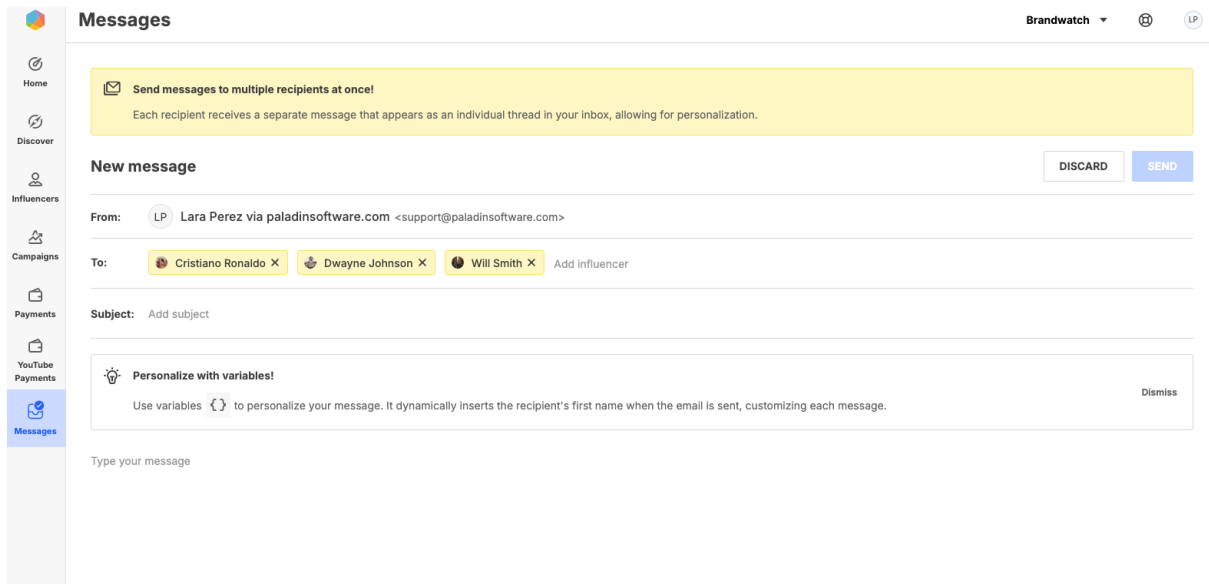 Messages
Brandwatch
LP
Home
Discover
Influencers
Campaigns
Payments
YouTube
Payments
Messages
Send messages to multiple recipients at once!
Each recipient receives a separate message that appears as an individual thread in your inbox, allowing for personalization.
New message
DISCARD
SEND
From: LP Lara Perez via paladinsoftware.com <support@paladinsoftware.com>
To: Cristiano Ronaldo Dwayne Johnson Will Smith Add influencer
Subject: Add subject
Personalize with variables!
Use variables {} to personalize your message. It dynamically inserts the recipient's first name when the email is sent, customizing each message.
Dismiss
Type your message